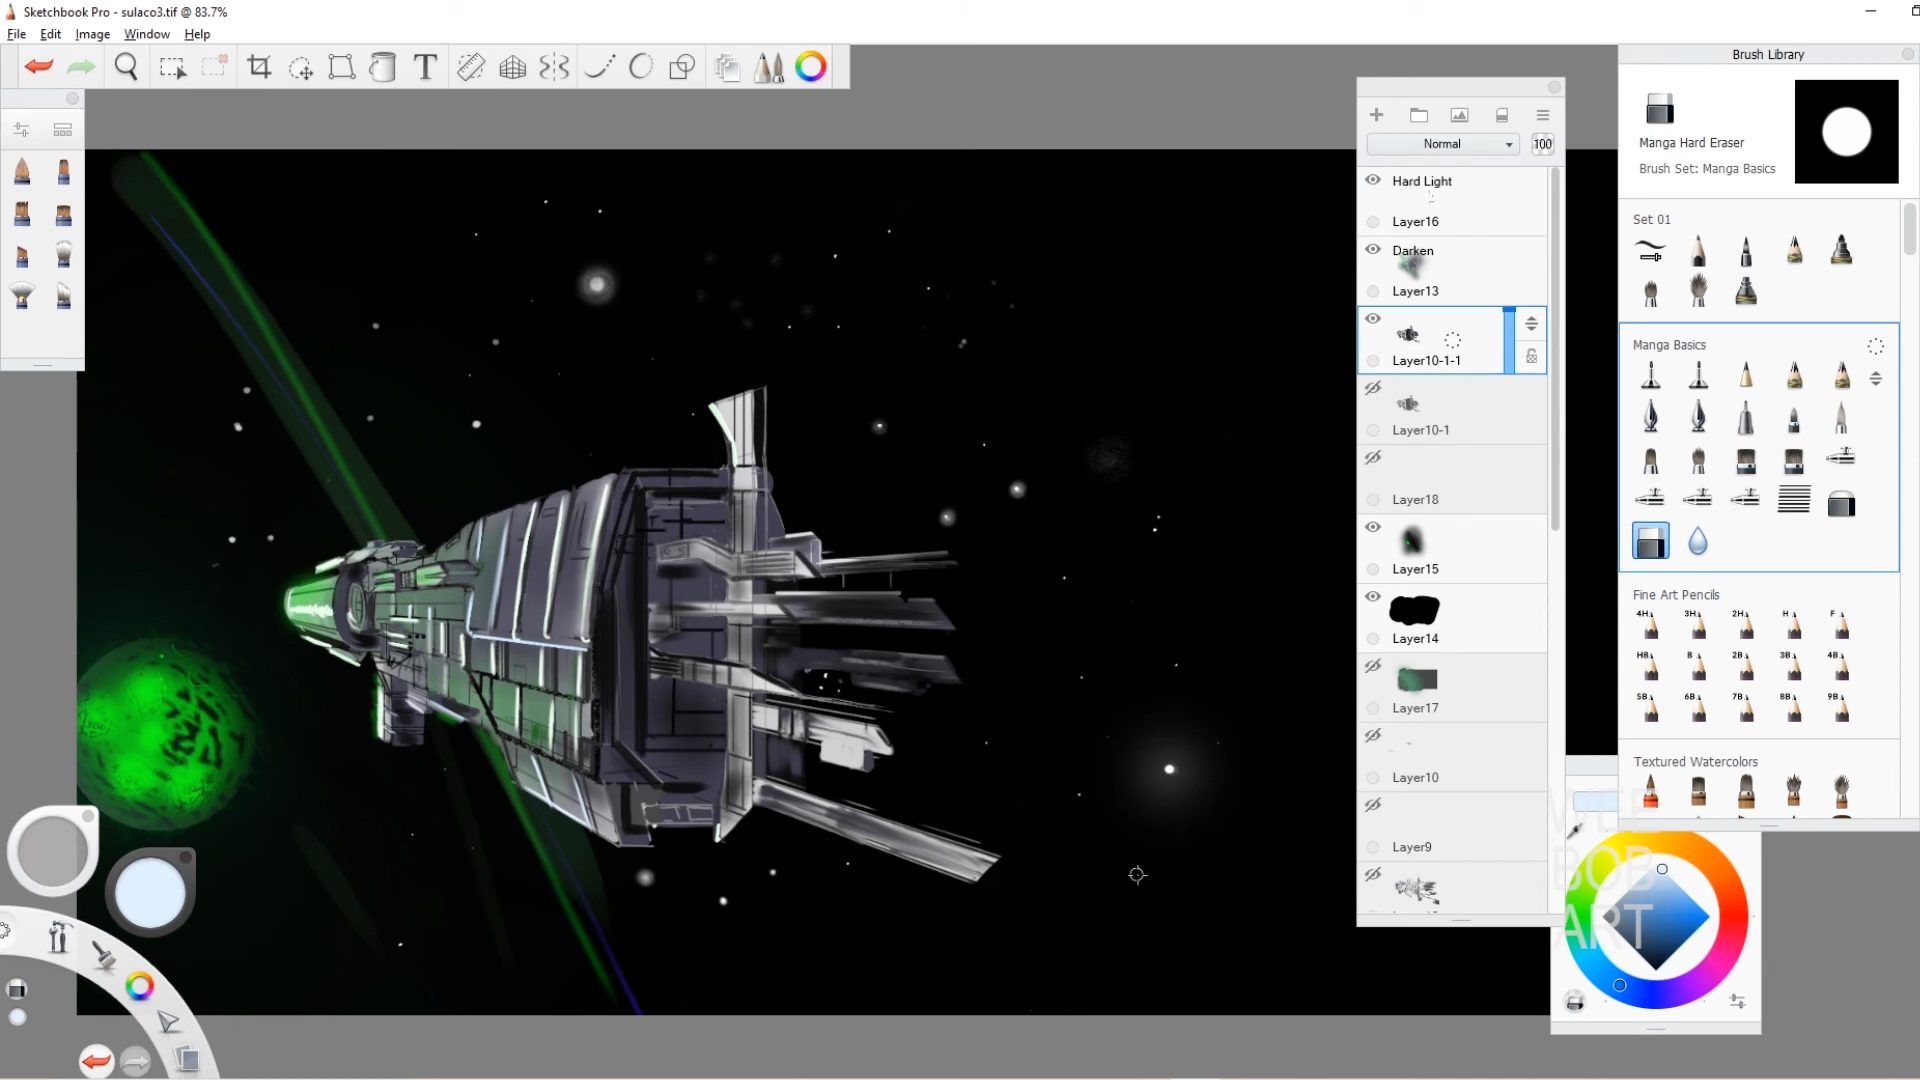 Sketchbook Pro - sulaco3.tif @ 83.7%
File Edit Image Window Help
T
Normal 100
Hard Light
Layer16
Darken
Layer13
Layer10-1-1
Layer10-1
Layer18
Layer15
Layer14
Layer17
Layer10
Layer9
Brush Library
Manga Hard Eraser
Brush Set: Manga Basics
Set 01
Manga Basics
Fine Art Pencils
4H 3H 2H H F
HB B 2B 3B 4B
5B 6B 7B 8B 9B
Textured Watercolors
WEE
BOB
ART